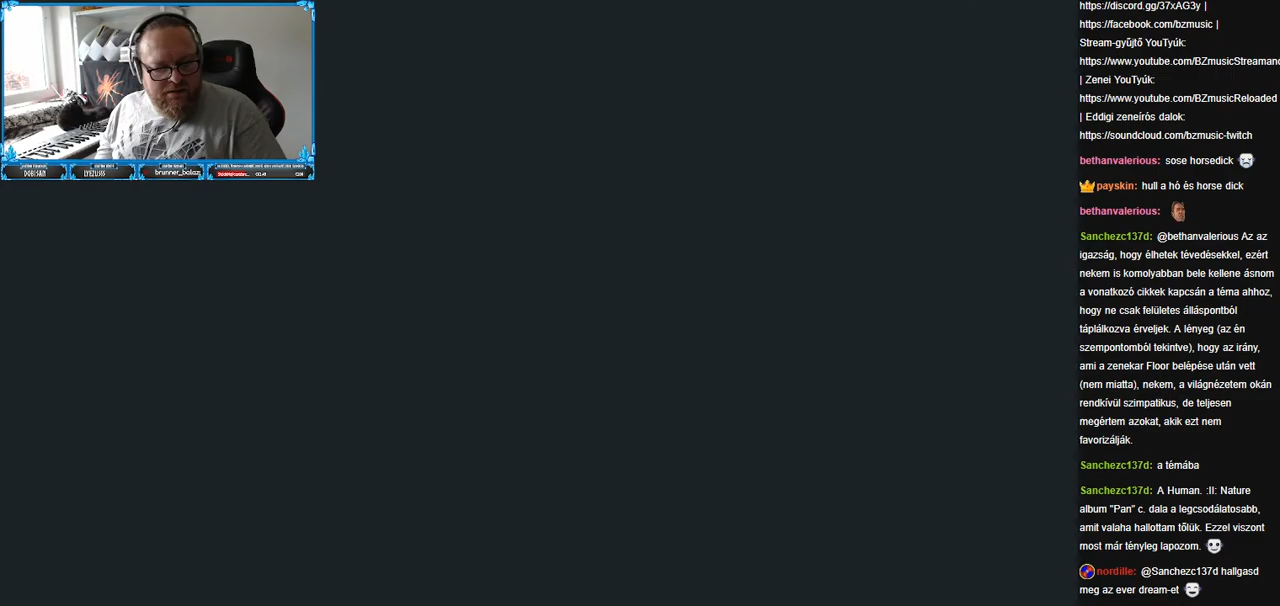 https://discord.gg/37xAG3y |
https://facebook.com/bzmusic |
Stream-gyűjtő YouTyúk:
https://www.youtube.com/BZmusicStreamand
| Zenei YouTyúk:
https://www.youtube.com/BZmusicReloaded
| Eddigi zeneírós dalok:
https://soundcloud.com/bzmusic-twitch
bethanvalerious: sose horsedick
payskin: hull a hó és horse dick
bethanvalerious:
Sanchezc137d: @bethanvalerious Az az
igazság, hogy élhetek tévedésekkel, ezért
nekem is komolyabban bele kellene ásnom
a vonatkozó cikkek kapcsán a téma ahhoz,
hogy ne csak felületes álláspontból
táplálkozva érveljek. A lényeg (az én
szempontomból tekintve), hogy az irány,
ami a zenekar Floor belépése után vett
(nem miatta), nekem, a világnézetem okán
rendkívül szimpatikus, de teljesen
megértem azokat, akik ezt nem
favorizálják.
Sanchezc137d: a témába
Sanchezc137d: A Human. :II: Nature
album "Pan" c. dala a legcsodálatosabb,
amit valaha hallottam tőlük. Ezzel viszont
most már tényleg lapozom.
nordille: @Sanchezc137d hallgasd
meg az ever dream-et
DOBISAN
LYEZUSSS
brunner_balaz